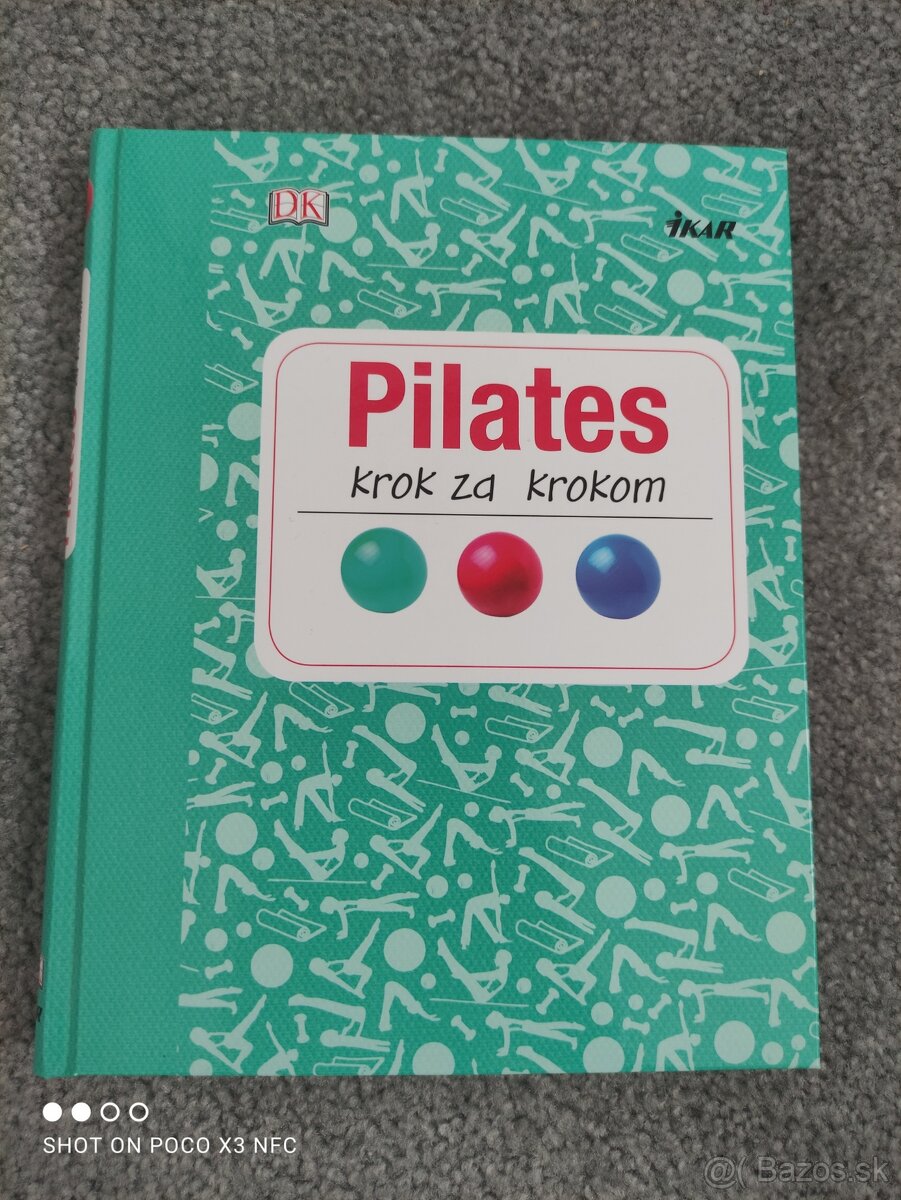 DK
iKAR
Pilates
krok za krokom
SHOT ON POCO X3 NFC
@( Bazos.sk